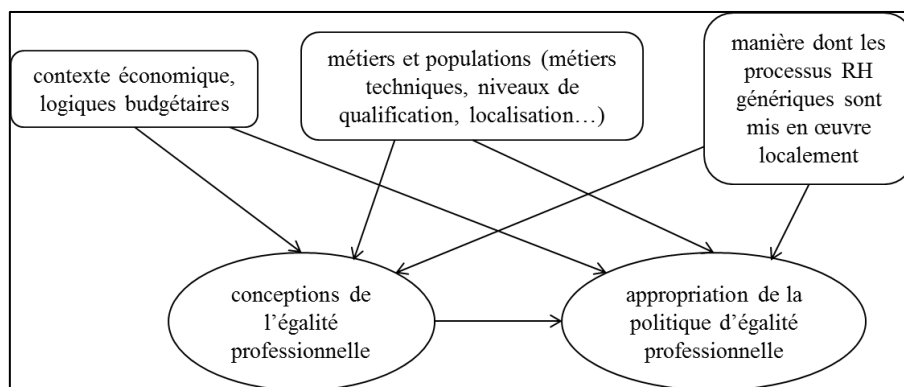 contexte économique,
logiques budgétaires
métiers et populations (métiers
techniques, niveaux de
qualification, localisation…)
manière dont les
processus RH
génériques sont
mis en œuvre
localement
conceptions de
l’égalité
professionnelle
appropriation de la
politique d’égalité
professionnelle